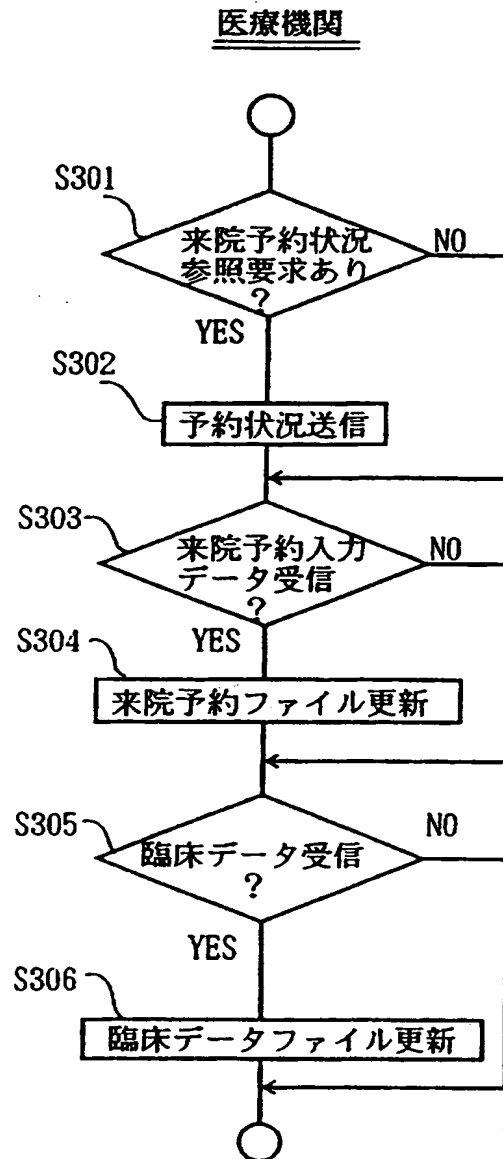 医療機関
S301
来院予約状況
参照要求あり
?
NO
YES
S302
予約状況送信
S303
来院予約入力
データ受信
?
NO
YES
S304
来院予約ファイル更新
S305
臨床データ受信
?
NO
YES
S306
臨床データファイル更新